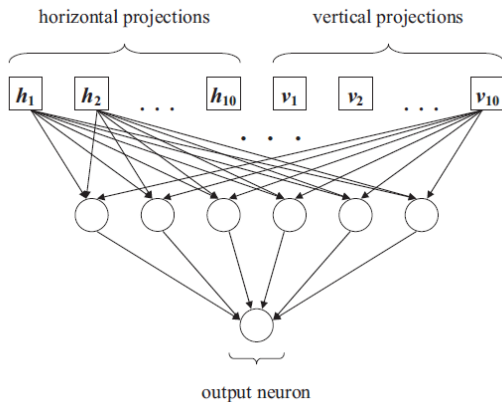 horizontal projections vertical projections
h1 h2 . . . h10 v1 v2 . . . v10
. . .
output neuron